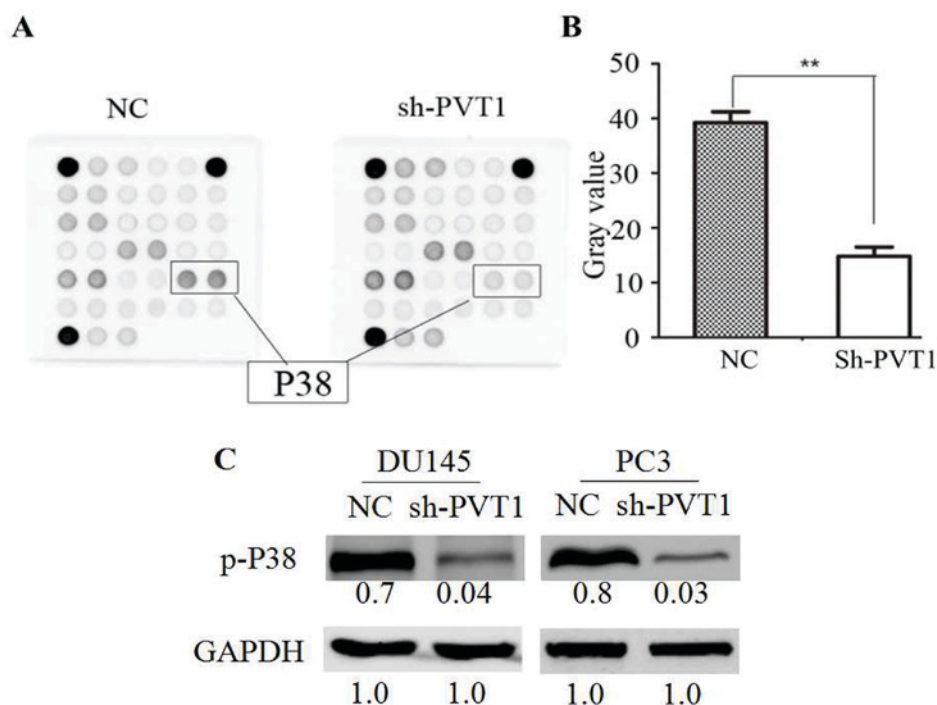 A
NC
sh-PVT1
P38
B
**
50
40
30
20
10
0
Gray value
NC
Sh-PVT1
C
DU145
PC3
NC sh-PVT1
NC sh-PVT1
p-P38
0.7
0.04
0.8
0.03
GAPDH
1.0
1.0
1.0
1.0